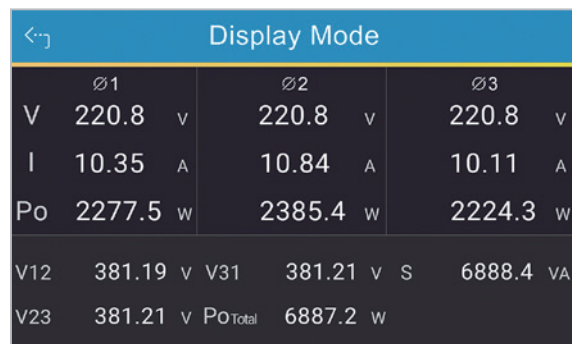 Display Mode
Ø1 Ø2 Ø3
V 220.8 V 220.8 V 220.8 V
I 10.35 A 10.84 A 10.11 A
Po 2277.5 W 2385.4 W 2224.3 W
V12 381.19 V V31 381.21 V S 6888.4 VA
V23 381.21 V PoTotal 6887.2 W